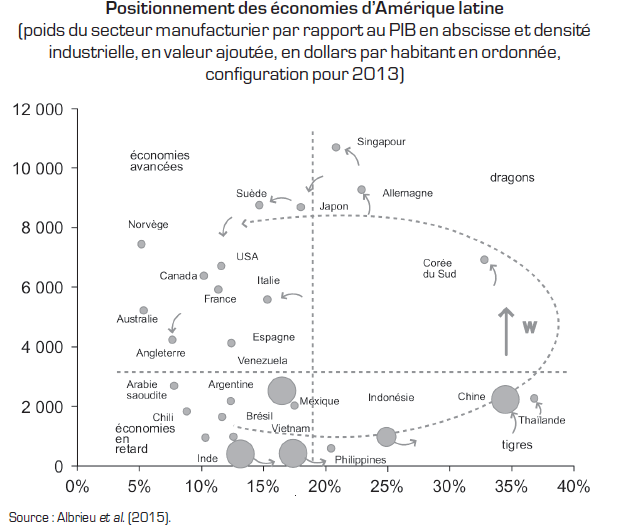 Positionnement des économies d’Amérique latine
(poids du secteur manufacturier par rapport au PIB en abscisse et densité
industrielle, en valeur ajoutée, en dollars par habitant en ordonnée,
configuration pour 2013)
12 000
10 000
8 000
6 000
4 000
2 000
0
économies
avancées
Singapour
dragons
Suède
Japon
Allemagne
Norvège
USA
Canada
Italie
Corée
du Sud
France
Australie
W
Angleterre
Espagne
Venezuela
Arabie
saoudite
Argentine
Méxique
Indonésie
Chine
Chili
Brésil
Thaïlande
économies
en
retard
Vietnam
Inde
Philippines
tigres
0%
5%
10%
15%
20%
25%
30%
35%
40%
Source : Albrieu et al. (2015).